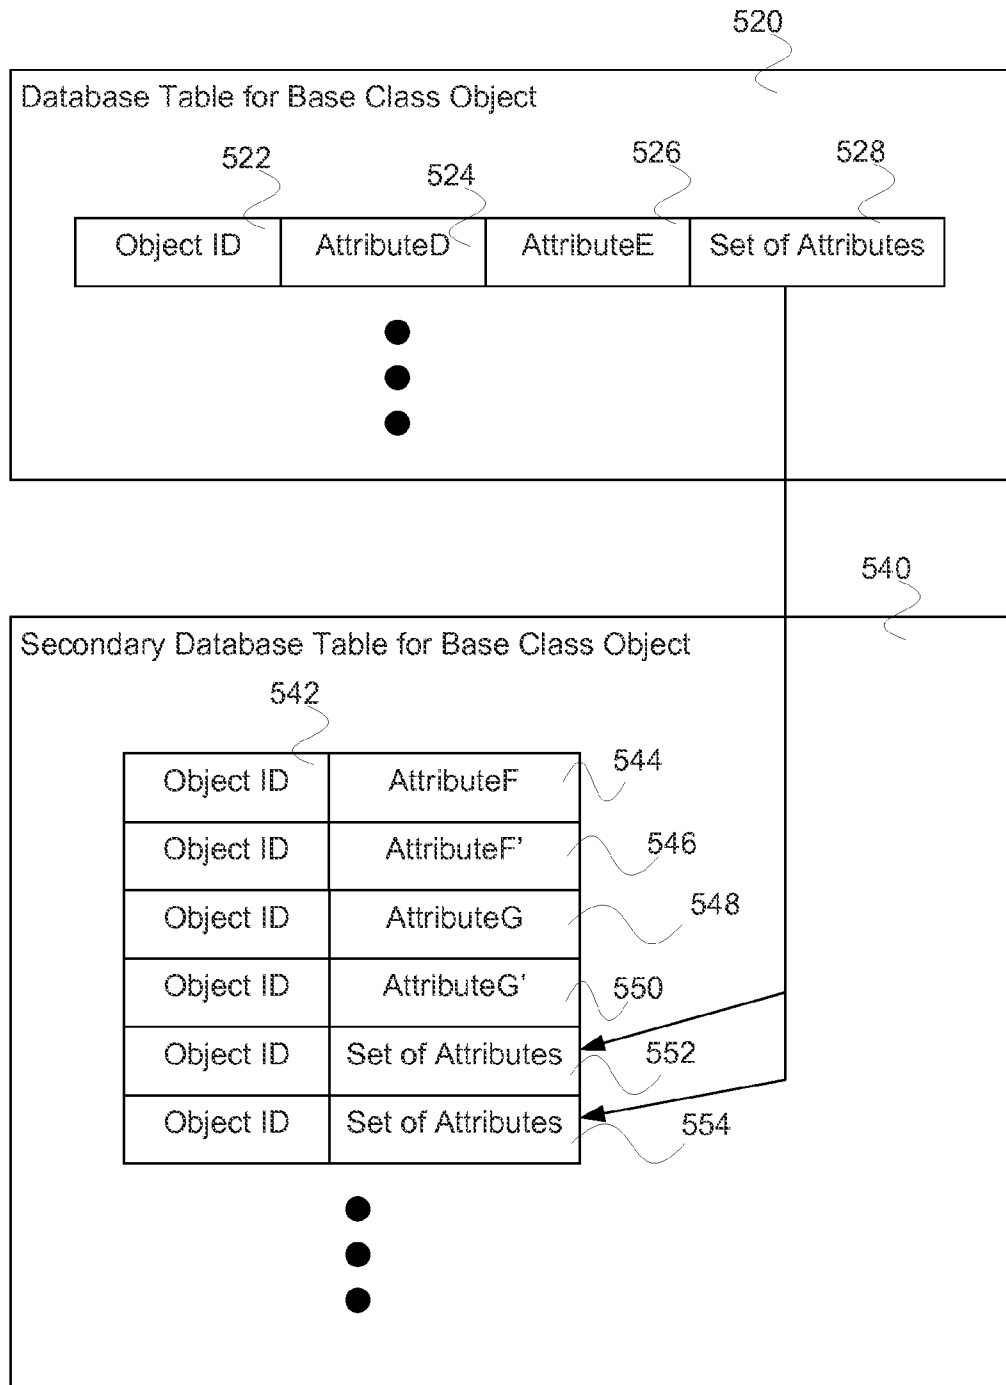 520
Database Table for Base Class Object
522
524
526
528
Object ID
AttributeD
AttributeE
Set of Attributes
540
Secondary Database Table for Base Class Object
542
Object ID
AttributeF
544
Object ID
AttributeF'
546
Object ID
AttributeG
548
Object ID
AttributeG'
550
Object ID
Set of Attributes
552
Object ID
Set of Attributes
554